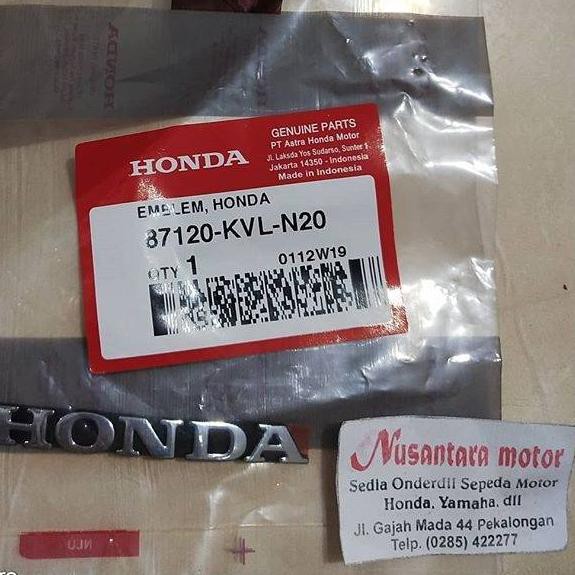 HONDA
GENUINE PARTS
PT Astra Honda Motor
Jl. Laksda Yos Sudarso, Sunter 1
Jakarta 14350 - Indonesia
Made in Indonesia
EMBLEM, HONDA
87120-KVL-N20
QTY 1
0112W19
HONDA
Nusantara motor
Sedia Onderdil Sepeda Motor
Honda, Yamaha, dll
Jl. Gajah Mada 44 Pekalongan
Telp. (0285) 422277